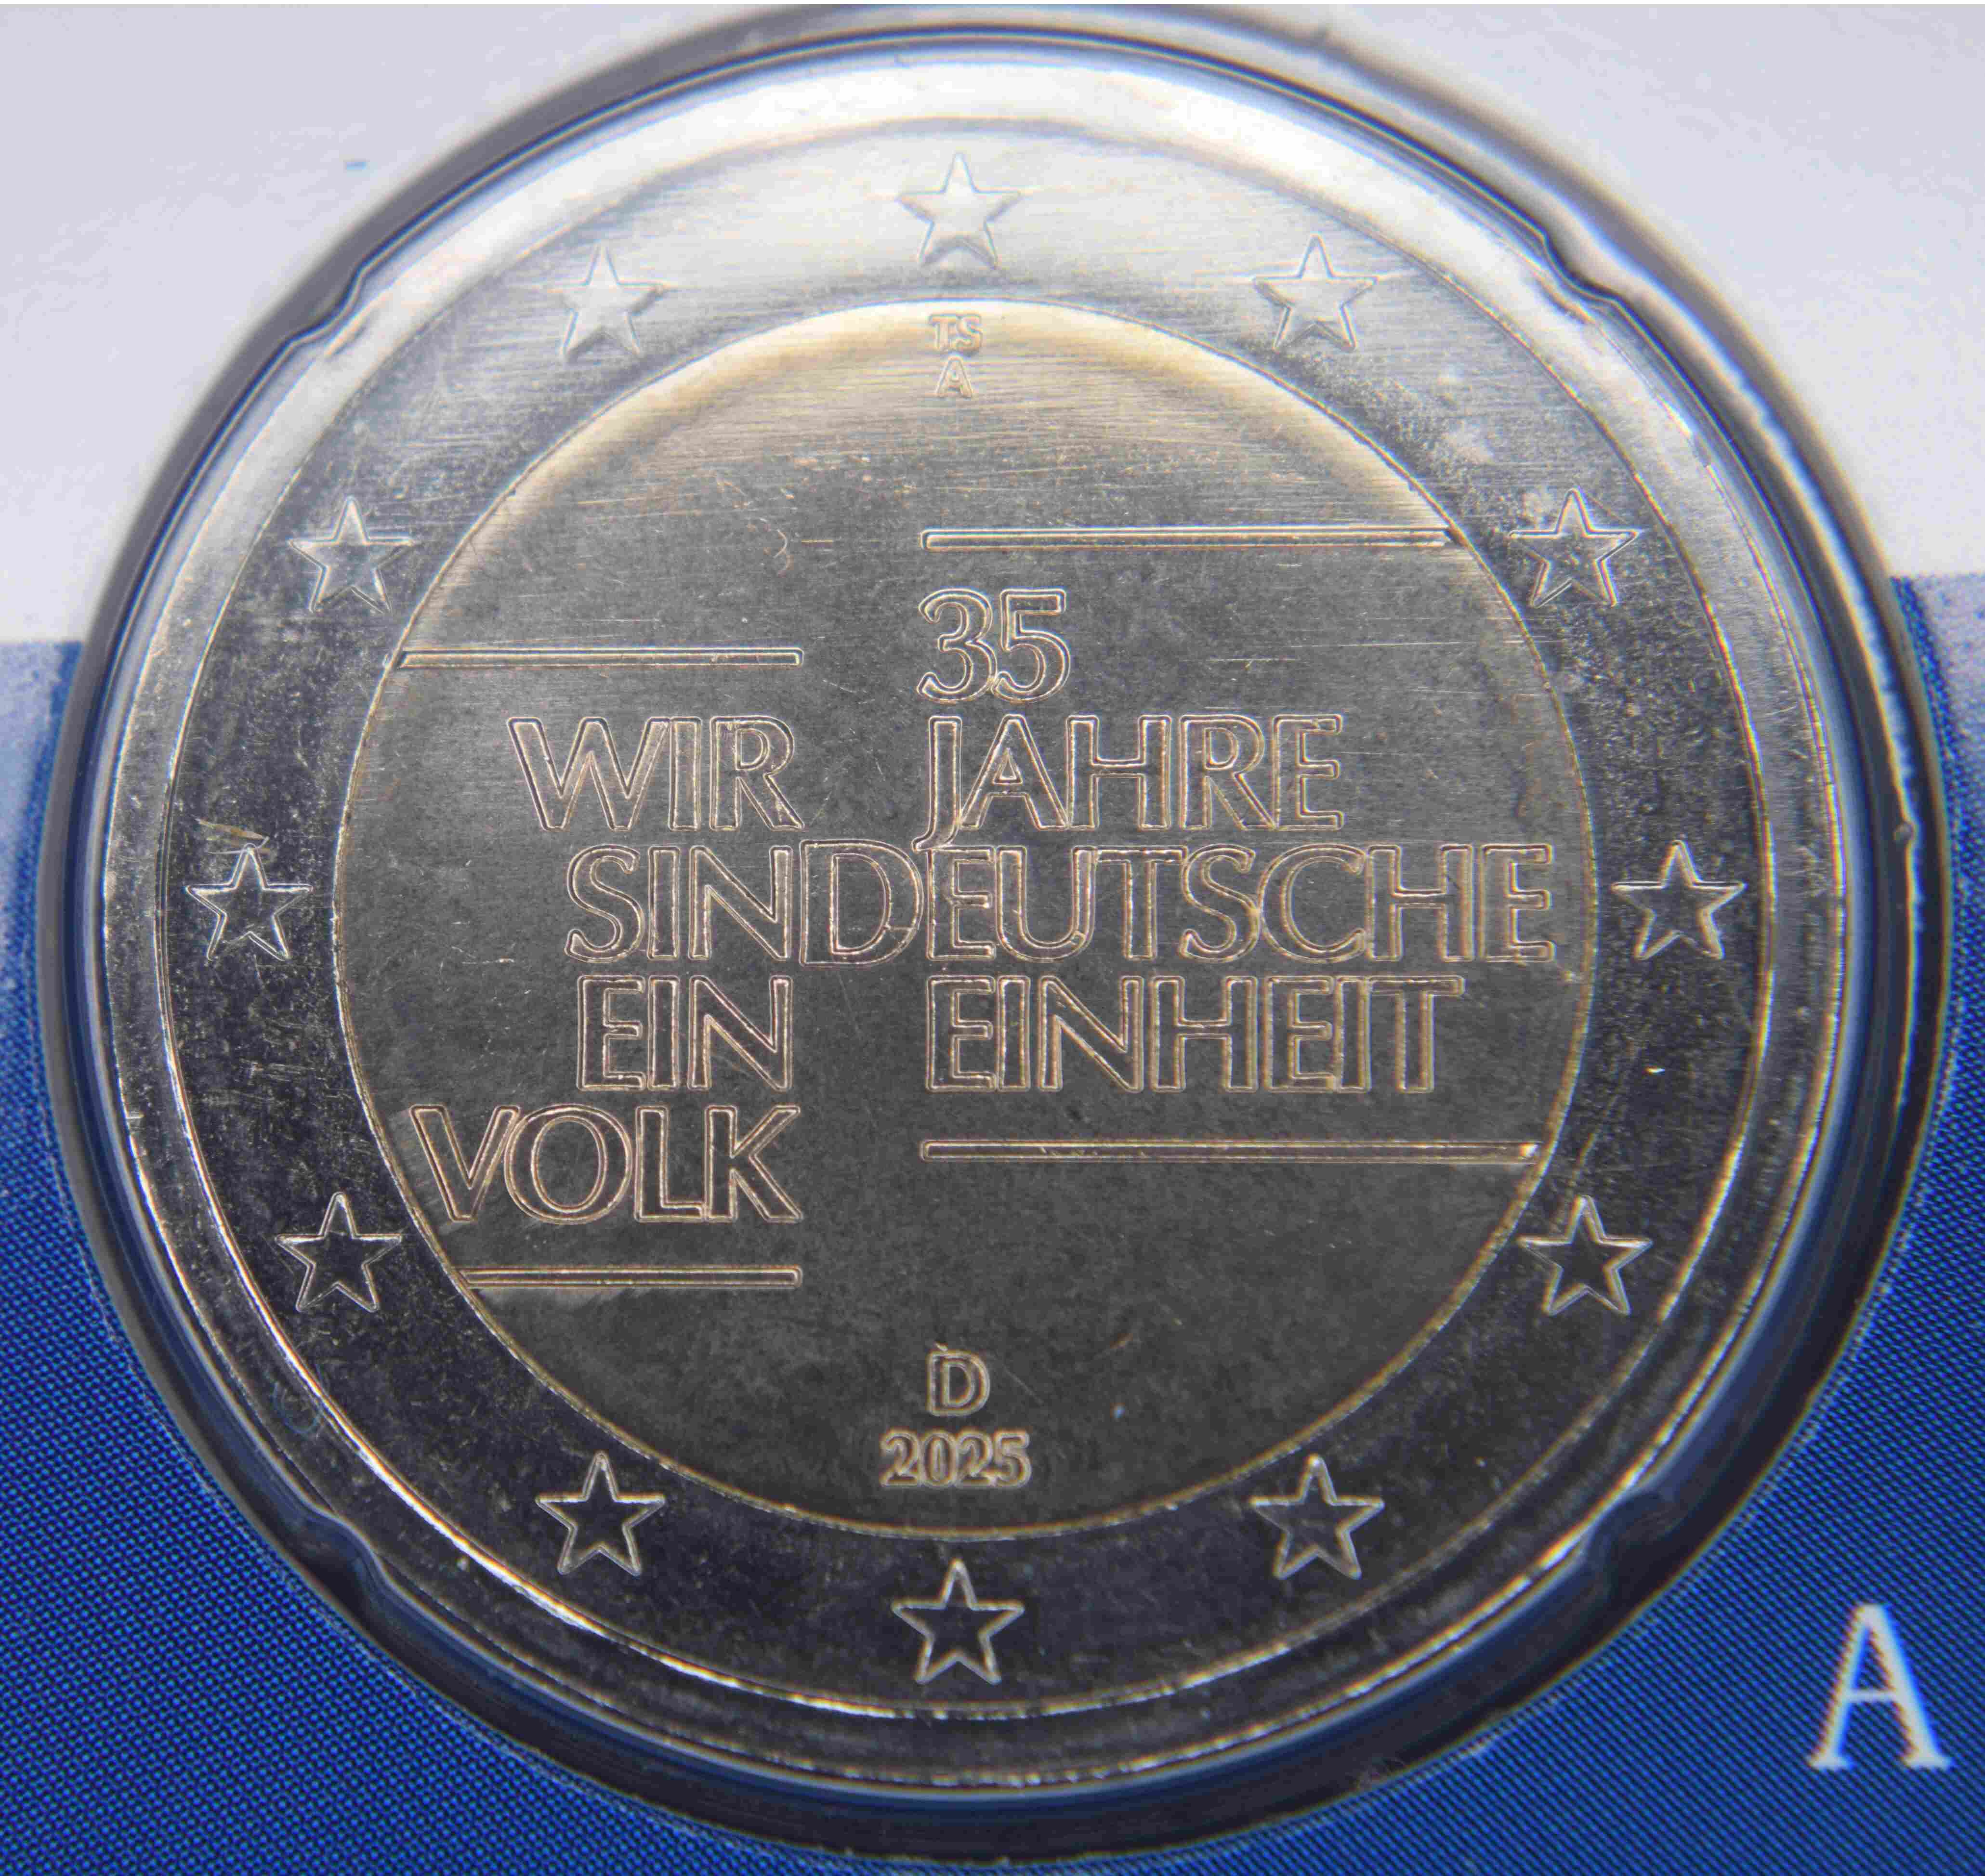 TS
A
35
WIR JAHRE
SINDEUTSCHE
EIN EINHEIT
VOLK
D
2025
A